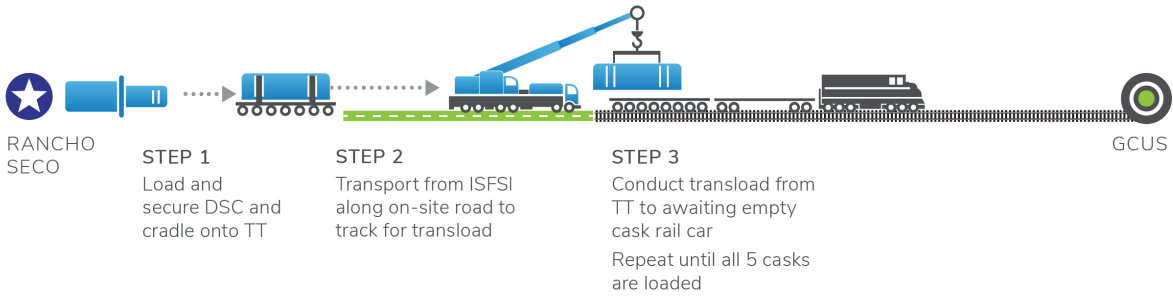 RANCHO
SECO
STEP 1
Load and
secure DSC and
cradle onto TT
STEP 2
Transport from ISFSI
along on-site road to
track for transload
STEP 3
Conduct transload from
TT to awaiting empty
cask rail car
Repeat until all 5 casks
are loaded
GCUS